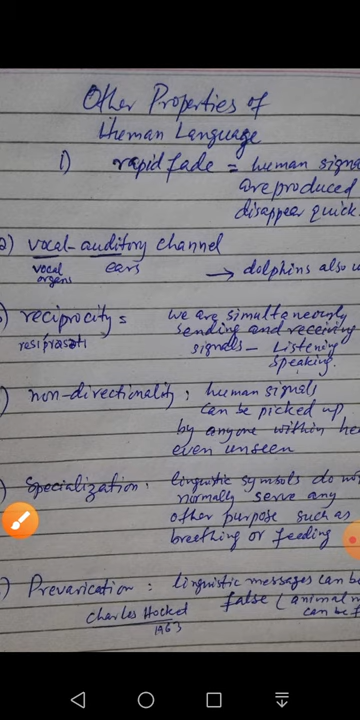 Other Properties of
Human Language
1) rapid fade = human signa
are produced
disappear quick
2) vocal-auditory channel
vocal ears
organs
→ dolphins also u
) reciprocity = we are simultaneously
sending and receiving
resiprositi signals - Listening
speaking.
) non-directionality; human signals
can be picked up
by anyone within hea
even unseen
) Specialization. linguistic symbols do not
normally serve any
other purpose such as
breathing or feeding
) Prevarication: linguistic messages can be
false (animal m
Charles Hocket can be f
1963